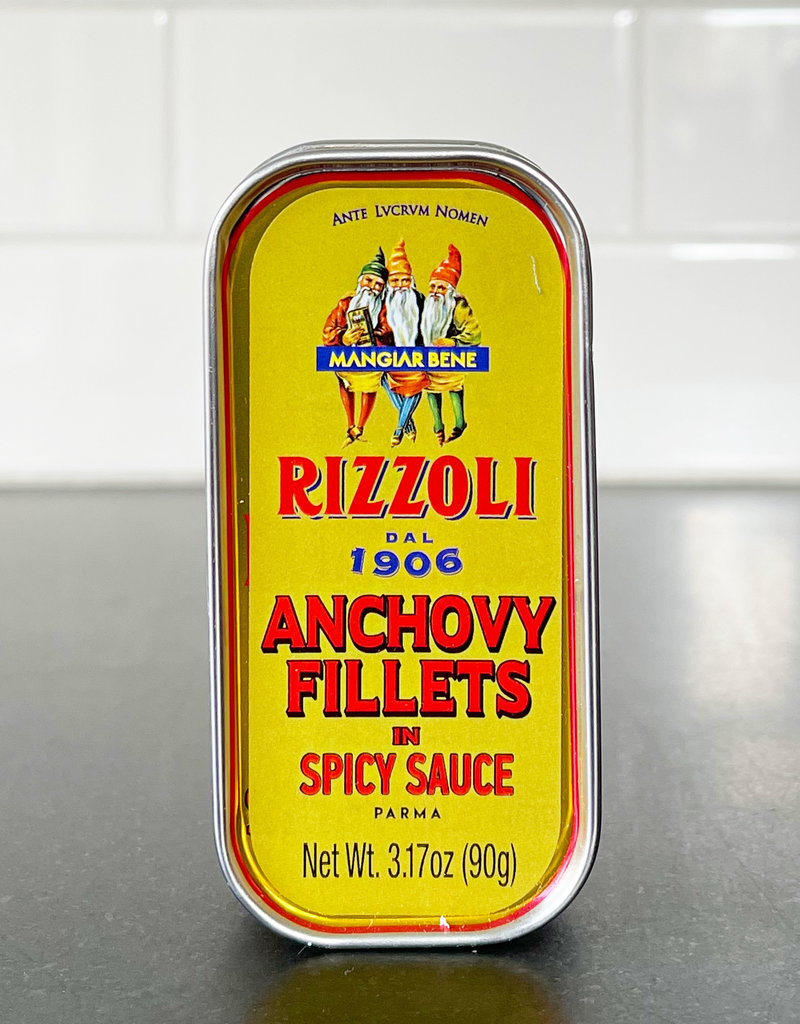 ANTE LVCRVM NOMEN
MANGIAR BENE
RIZZOLI
DAL
1906
ANCHOVY
FILLETS
IN
SPICY SAUCE
PARMA
Net Wt. 3.17oz (90g)